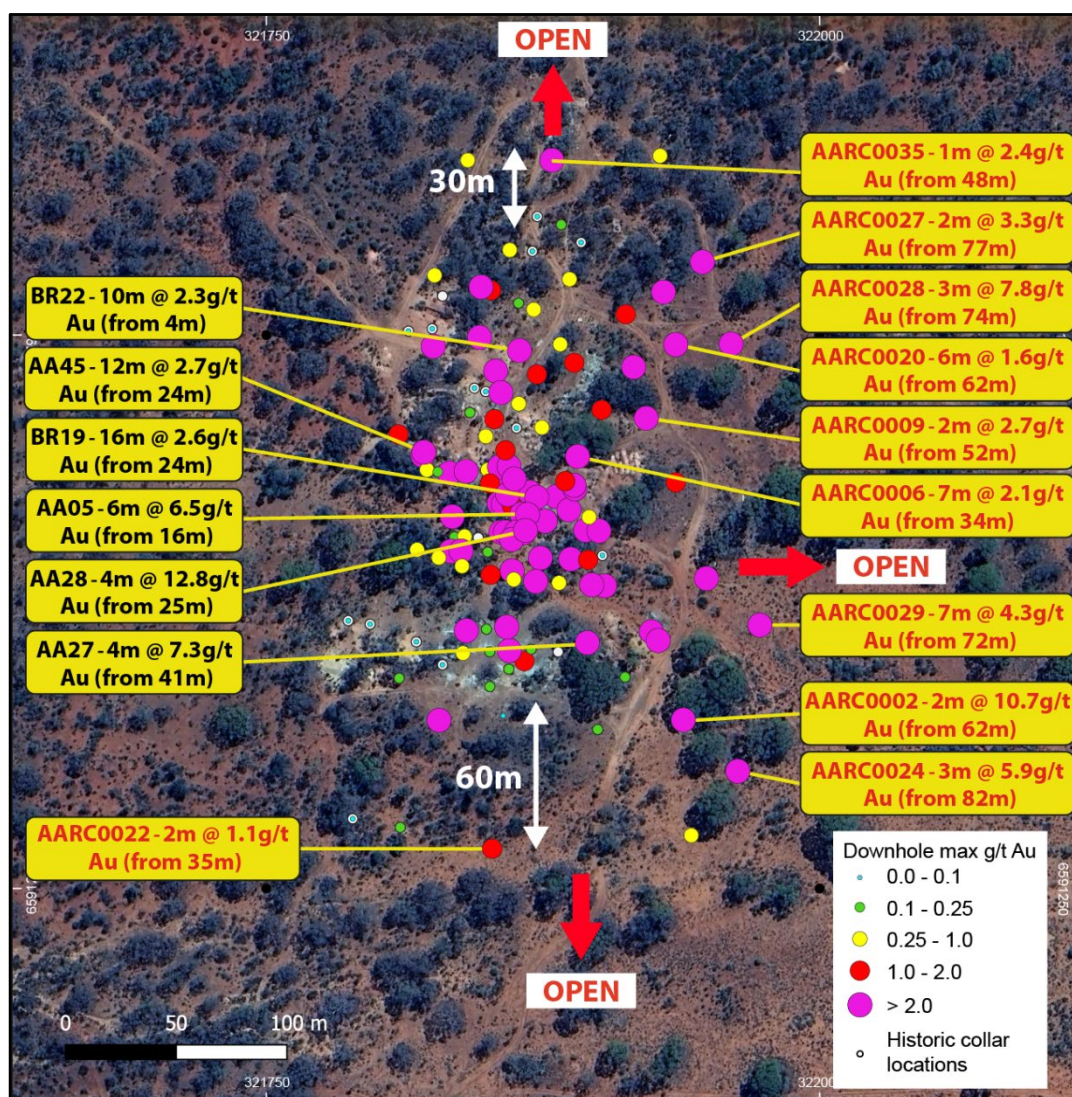 321750
322000
OPEN
30m
AARC0035 - 1m @ 2.4g/t
Au (from 48m)
AARC0027 - 2m @ 3.3g/t
Au (from 77m)
AARC0028 - 3m @ 7.8g/t
Au (from 74m)
AARC0020 - 6m @ 1.6g/t
Au (from 62m)
AARC0009 - 2m @ 2.7g/t
Au (from 52m)
AARC0006 - 7m @ 2.1g/t
Au (from 34m)
BR22 - 10m @ 2.3g/t
Au (from 4m)
AA45 - 12m @ 2.7g/t
Au (from 24m)
BR19 - 16m @ 2.6g/t
Au (from 24m)
AA05 - 6m @ 6.5g/t
Au (from 16m)
AA28 - 4m @ 12.8g/t
Au (from 25m)
AA27 - 4m @ 7.3g/t
Au (from 41m)
OPEN
AARC0029 - 7m @ 4.3g/t
Au (from 72m)
AARC0002 - 2m @ 10.7g/t
Au (from 62m)
AARC0024 - 3m @ 5.9g/t
Au (from 82m)
60m
AARC0022 - 2m @ 1.1g/t
Au (from 35m)
6591250
OPEN
0 50 100 m
321750
322000
Downhole max g/t Au
0.0 - 0.1
0.1 - 0.25
0.25 - 1.0
1.0 - 2.0
> 2.0
Historic collar
locations